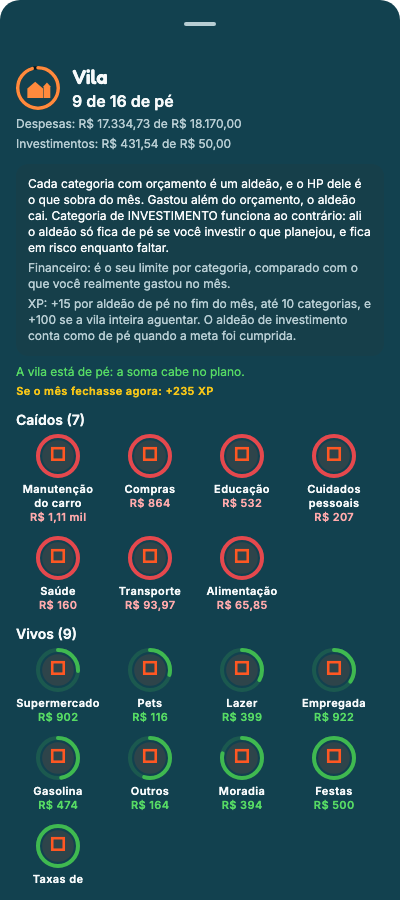 Vila
9 de 16 de pé
Despesas: R$ 17.334,73 de R$ 18.170,00
Investimentos: R$ 431,54 de R$ 50,00
Cada categoria com orçamento é um aldeão, e o HP dele é
o que sobra do mês. Gastou além do orçamento, o aldeão
cai. Categoria de INVESTIMENTO funciona ao contrário: ali
o aldeão só fica de pé se você investir o que planejou, e fica
em risco enquanto faltar.
Financeiro: é o seu limite por categoria, comparado com o
que você realmente gastou no mês.
XP: +15 por aldeão de pé no fim do mês, até 10 categorias, e
+100 se a vila inteira aguentar. O aldeão de investimento
conta como de pé quando a meta foi cumprida.
A vila está de pé: a soma cabe no plano.
Se o mês fechasse agora: +235 XP
Caídos (7)
Manutenção
do carro
R$ 1,11 mil
Compras
R$ 864
Educação
R$ 532
Cuidados
pessoais
R$ 207
Saúde
R$ 160
Transporte
R$ 93,97
Alimentação
R$ 65,85
Vivos (9)
Supermercado
R$ 902
Pets
R$ 116
Lazer
R$ 399
Empregada
R$ 922
Gasolina
R$ 474
Outros
R$ 164
Moradia
R$ 394
Festas
R$ 500
Taxas de